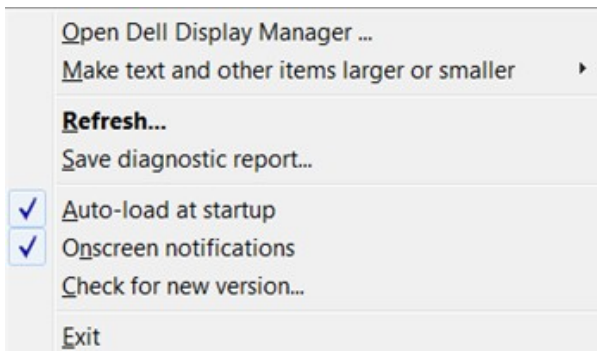 Open Dell Display Manager ...
Make text and other items larger or smaller
Refresh...
Save diagnostic report...
Auto-load at startup
Onscreen notifications
Check for new version...
Exit